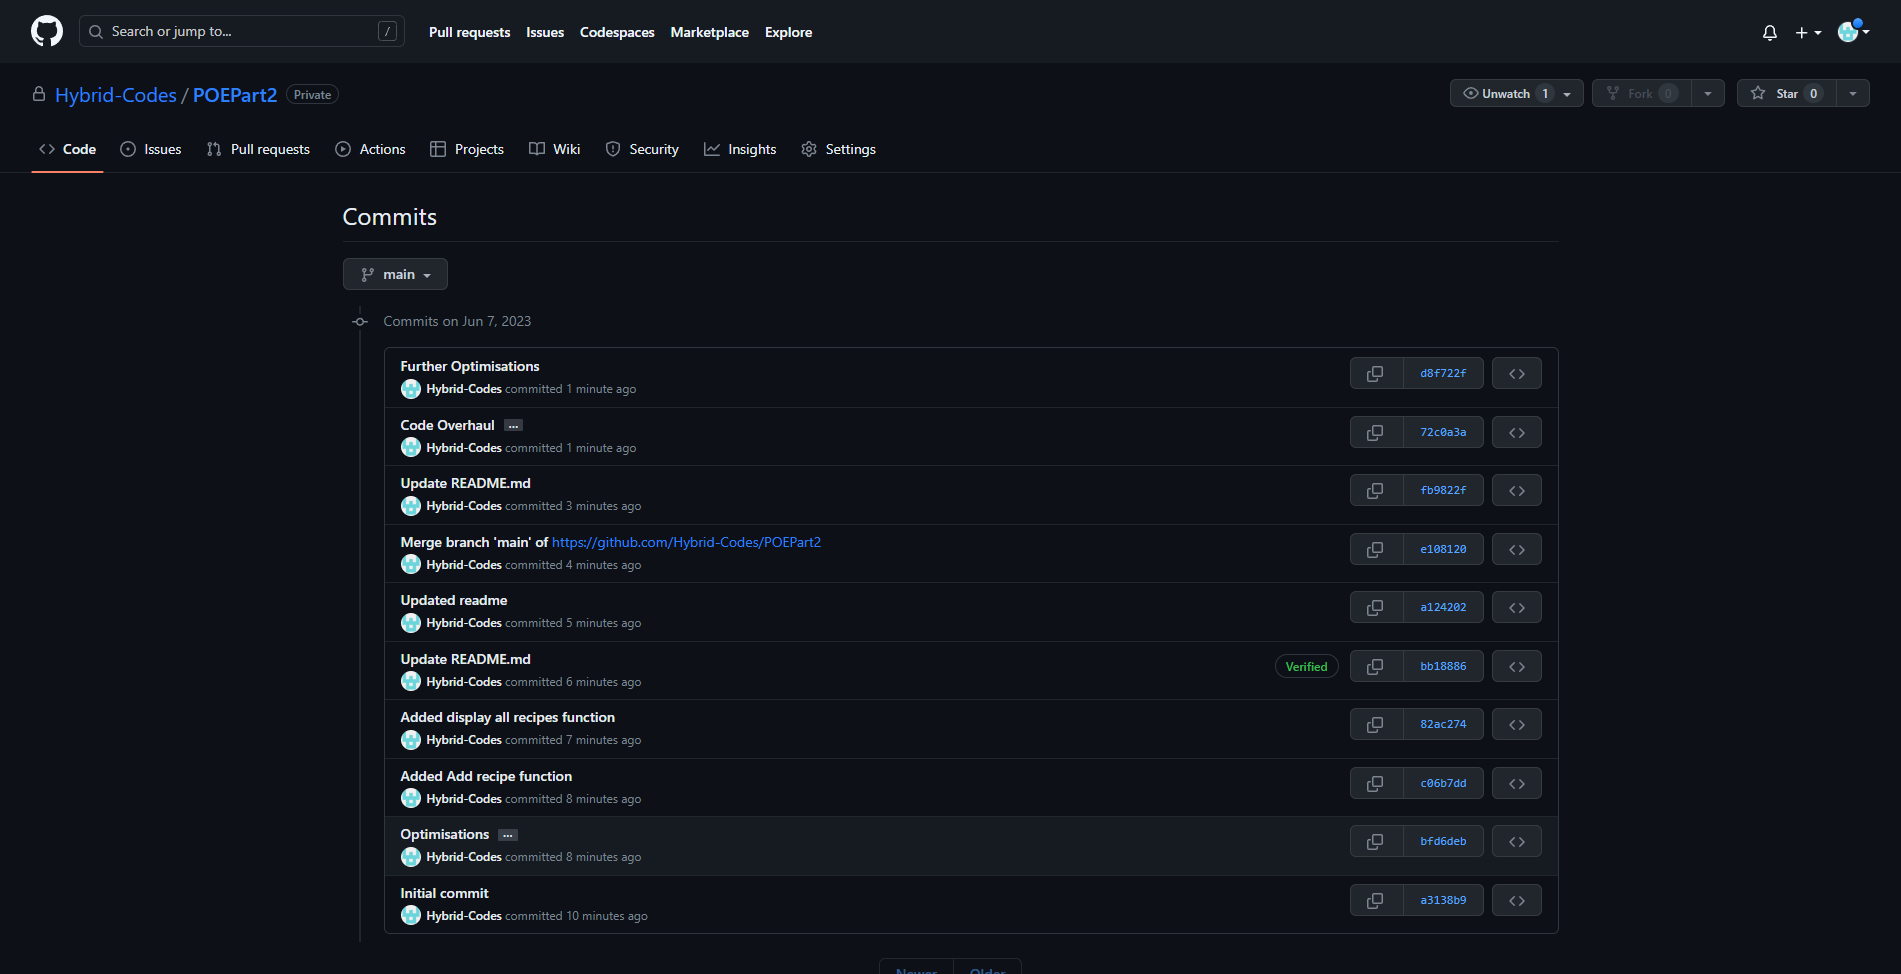 Search or jump to... /
Pull requests Issues Codespaces Marketplace Explore
Hybrid-Codes / POEPart2 Private
Unwatch 1 Fork 0 Star 0
Code Issues Pull requests Actions Projects Wiki Security Insights Settings
Commits
main
Commits on Jun 7, 2023
Further Optimisations
Hybrid-Codes committed 1 minute ago
d8f722f
Code Overhaul ...
Hybrid-Codes committed 1 minute ago
72c0a3a
Update README.md
Hybrid-Codes committed 3 minutes ago
fb9822f
Merge branch 'main' of https://github.com/Hybrid-Codes/POEPart2
Hybrid-Codes committed 4 minutes ago
e108120
Updated readme
Hybrid-Codes committed 5 minutes ago
a124202
Update README.md
Hybrid-Codes committed 6 minutes ago
Verified bb18886
Added display all recipes function
Hybrid-Codes committed 7 minutes ago
82ac274
Added Add recipe function
Hybrid-Codes committed 8 minutes ago
c06b7dd
Optimisations ...
Hybrid-Codes committed 8 minutes ago
bfd6deb
Initial commit
Hybrid-Codes committed 10 minutes ago
a3138b9
Newer Older